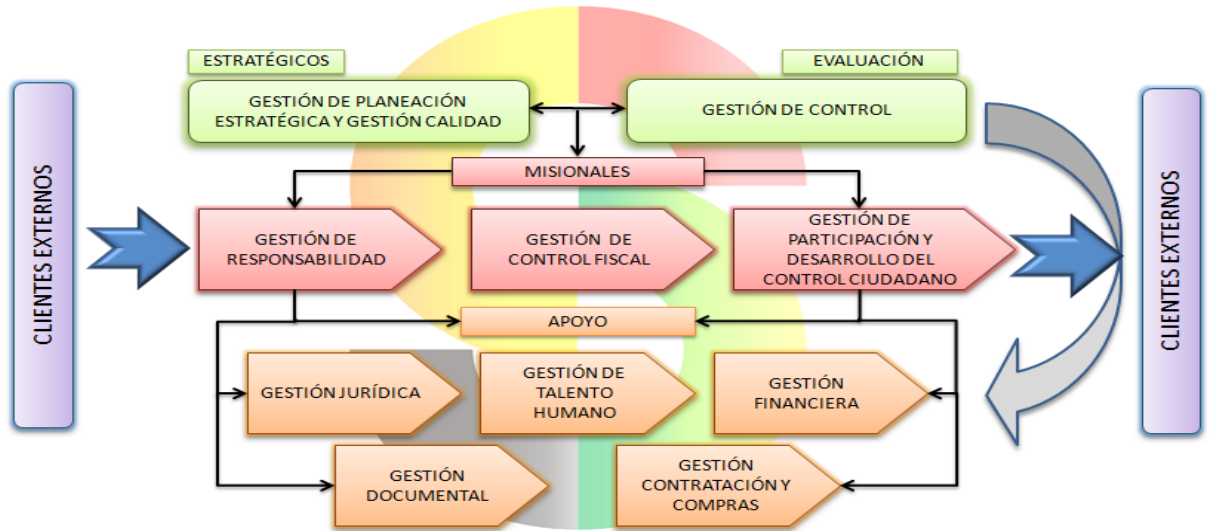 ESTRATÉGICOS
EVALUACIÓN
GESTIÓN DE PLANEACIÓN
ESTRATÉGICA Y GESTIÓN CALIDAD
GESTIÓN DE CONTROL
CLIENTES EXTERNOS
MISIONALES
GESTIÓN DE
RESPONSABILIDAD
GESTIÓN DE
CONTROL FISCAL
GESTIÓN DE
PARTICIPACIÓN Y
DESARROLLO DEL
CONTROL CIUDADANO
CLIENTES EXTERNOS
APOYO
GESTIÓN JURÍDICA
GESTIÓN DE
TALENTO
HUMANO
GESTIÓN
FINANCIERA
GESTIÓN
DOCUMENTAL
GESTIÓN
CONTRATACIÓN Y
COMPRAS